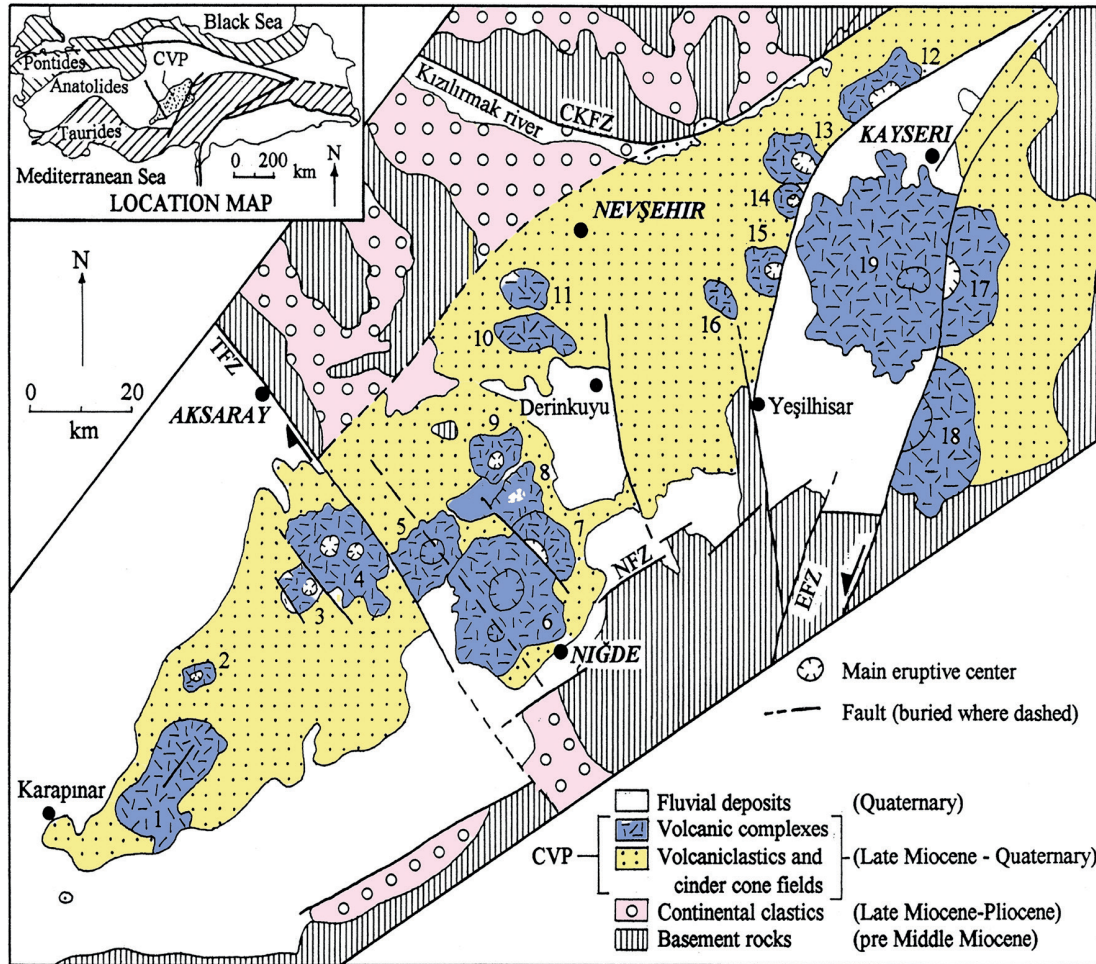 Black Sea
Pontides
CVP
Anatolides
Taurides
0 200
km
N
Mediterranean Sea
LOCATION MAP
Kızılırmak river
CKFZ
12
13
KAYSERI
14
NEVŞEHIR
15
19
17
16
11
10
N
TFZ
0 20
km
AKSARAY
Derinkuyu
Yeşilhisar
9
8
18
5
7
4
NFZ
EFZ
3
6
2
NIĞDE
Main eruptive center
Fault (buried where dashed)
Karapınar
1
Fluvial deposits (Quaternary)
Volcanic complexes
CVP
Volcaniclastics and (Late Miocene - Quaternary)
cinder cone fields
Continental clastics (Late Miocene-Pliocene)
Basement rocks (pre Middle Miocene)